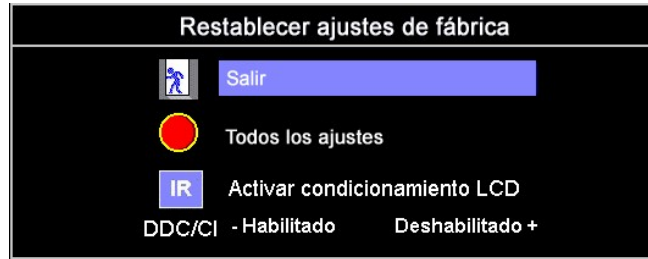 Restablecer ajustes de fábrica
Salir
Todos los ajustes
IR Activar condicionamiento LCD
DDC/CI - Habilitado Deshabilitado +